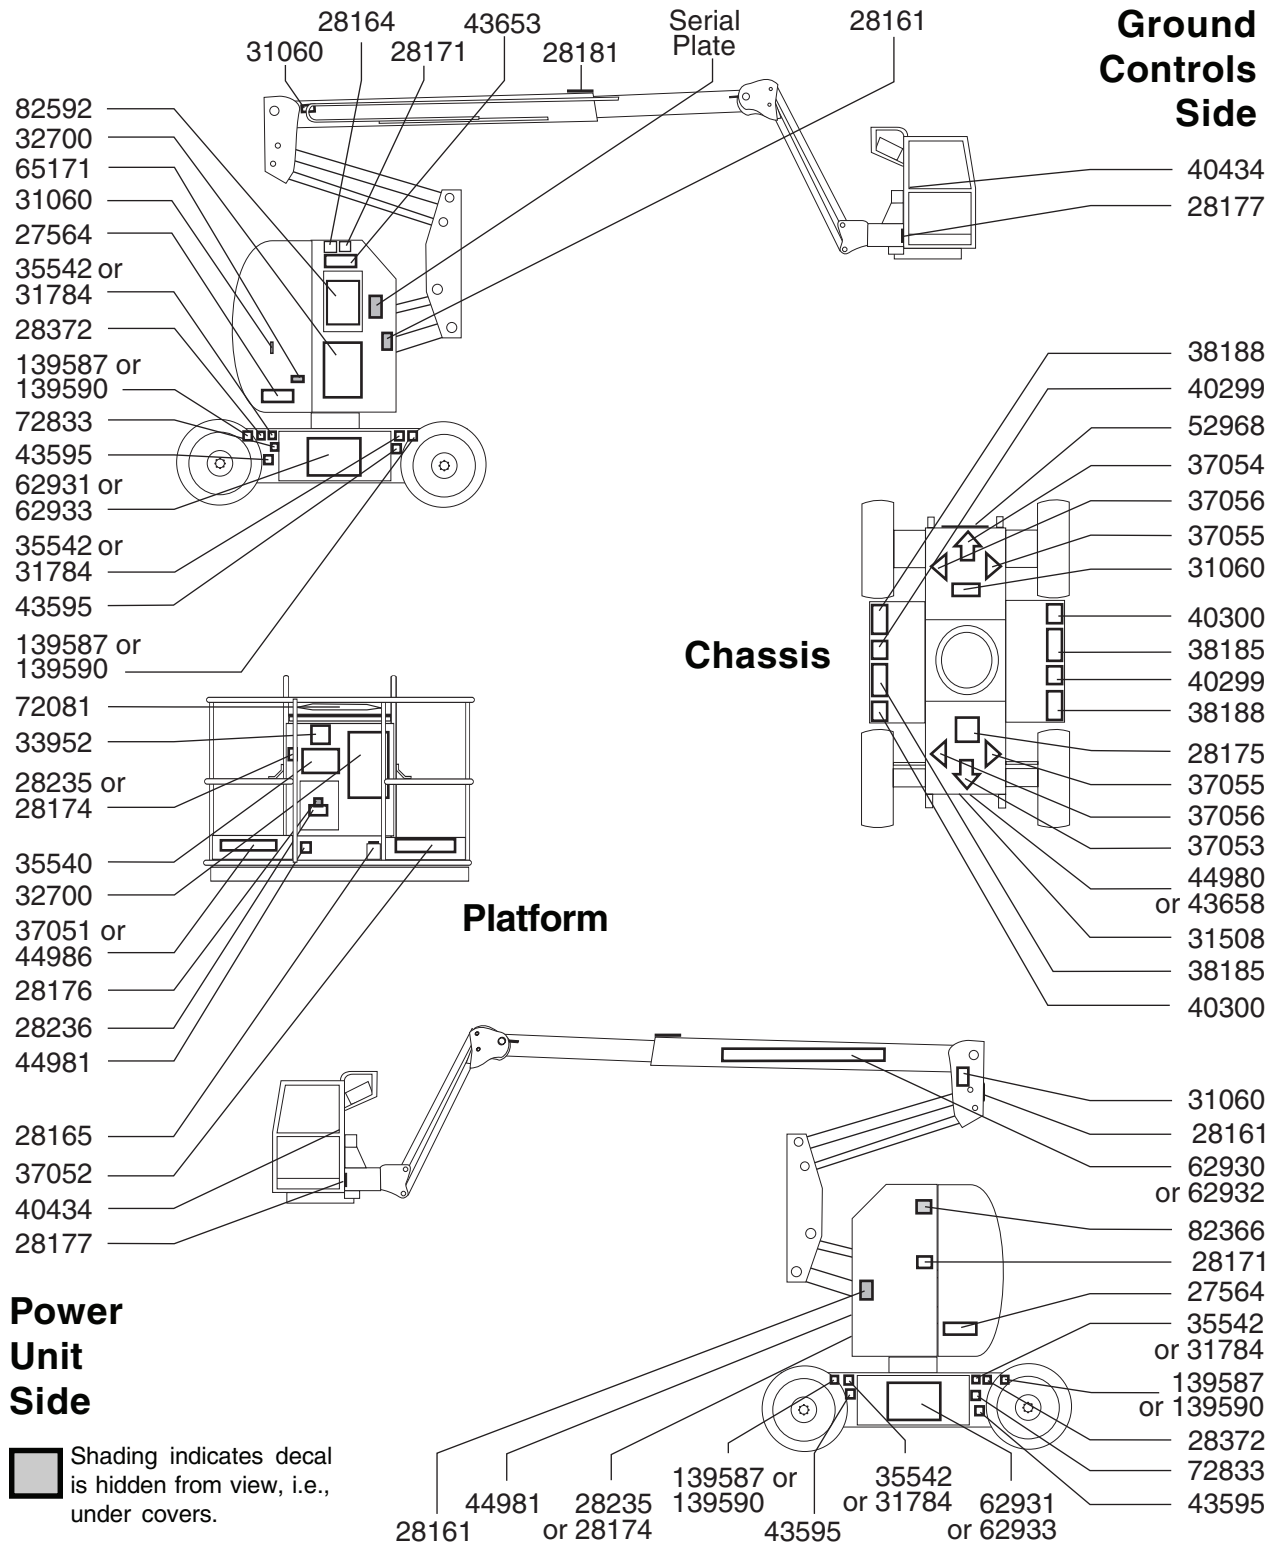 28164
43653
Serial
Plate
28161
31060
28171
28181
Ground
Controls
Side
82592
32700
65171
31060
27564
35542 or
31784
28372
139587 or
139590
72833
43595
62931 or
62933
35542 or
31784
43595
139587 or
139590
40434
28177
38188
40299
52968
37054
37056
37055
31060
40300
38185
40299
38188
28175
37055
37056
37053
44980
or 43658
31508
38185
40300
Chassis
72081
33952
28235 or
28174
35540
32700
37051 or
44986
28176
28236
44981
28165
37052
40434
28177
Platform
31060
28161
62930
or 62932
82366
28171
27564
35542
or 31784
139587
or 139590
28372
72833
43595
Power
Unit
Side
Shading indicates decal
is hidden from view, i.e.,
under covers.
28161
44981
28235
or 28174
139587 or
139590
43595
35542
or 31784
62931
or 62933